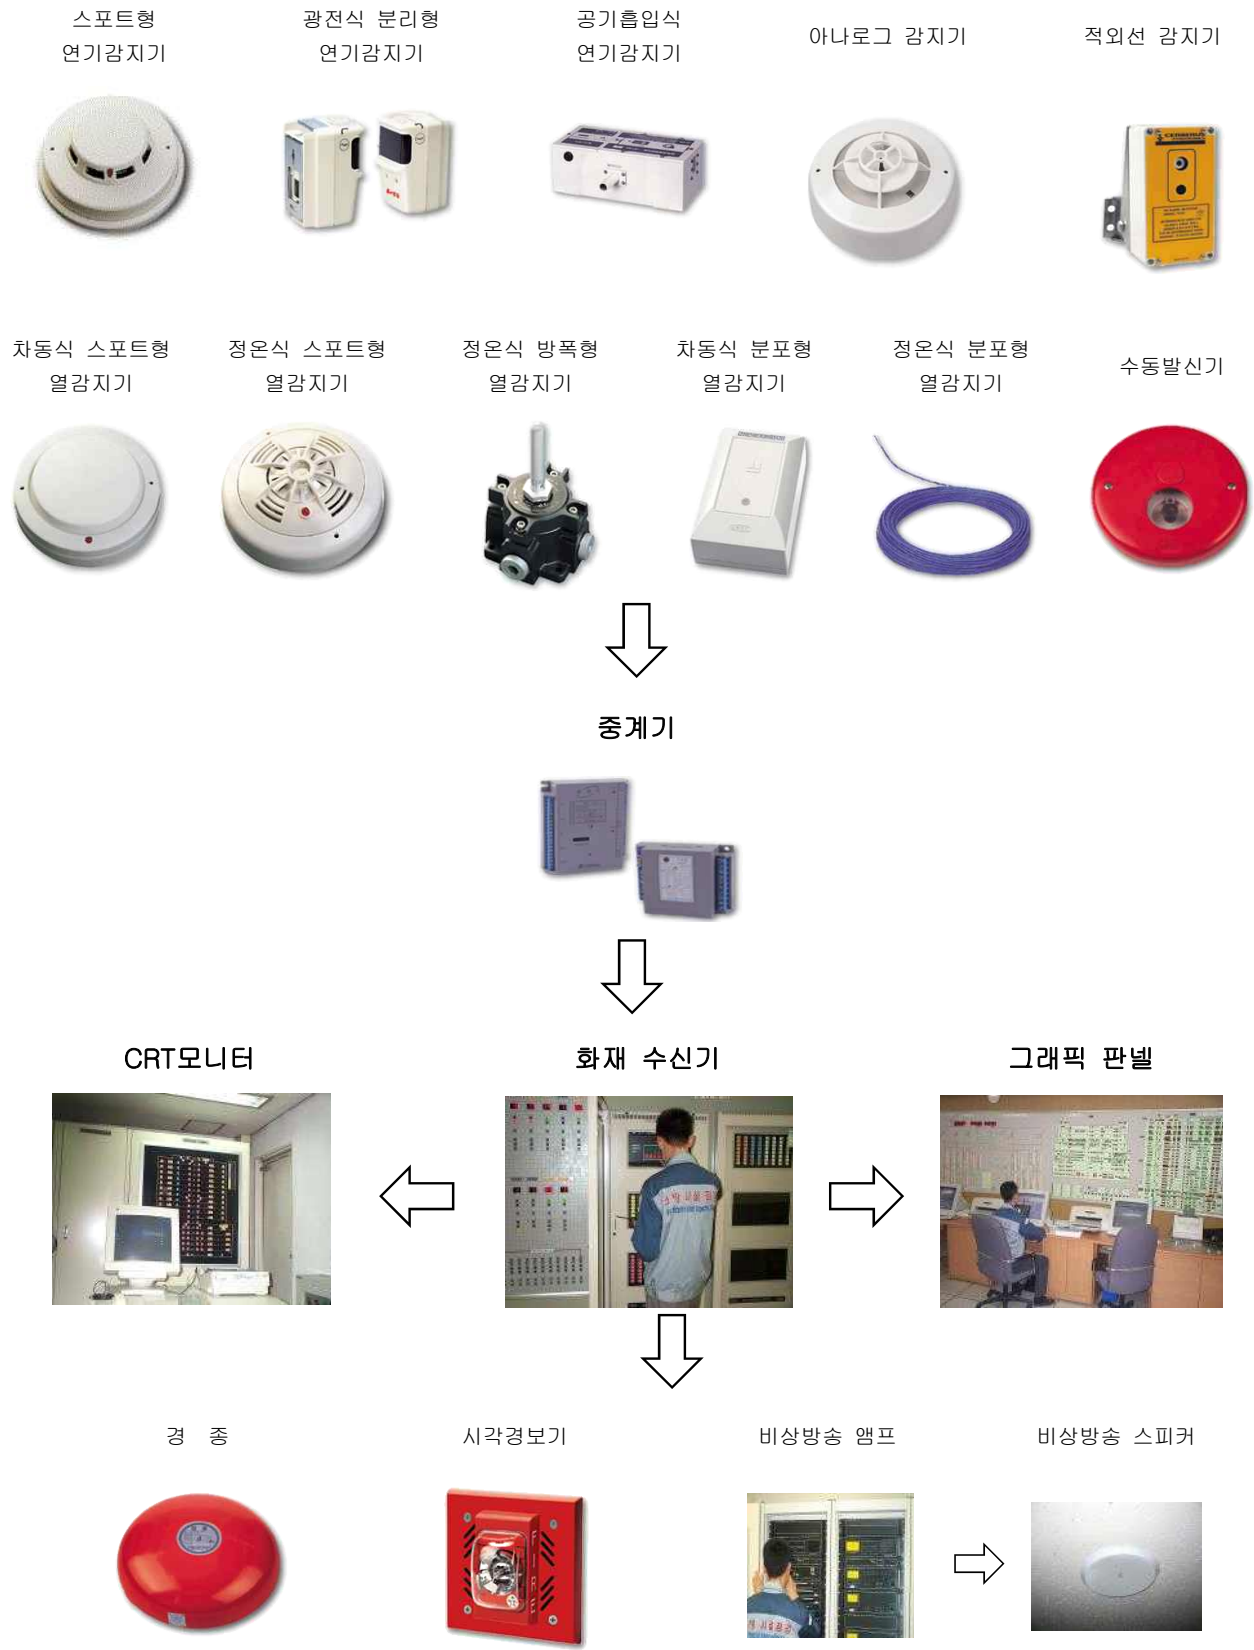 스포트형
연기감지기
광전식 분리형
연기감지기
공기흡입식
연기감지기
아나로그 감지기
적외선 감지기
차동식 스포트형
열감지기
정온식 스포트형
열감지기
정온식 방폭형
열감지기
차동식 분포형
열감지기
정온식 분포형
열감지기
수동발신기
중계기
CRT모니터
화재 수신기
그래픽 판넬
경 종
시각경보기
비상방송 앰프
비상방송 스피커
FIRE